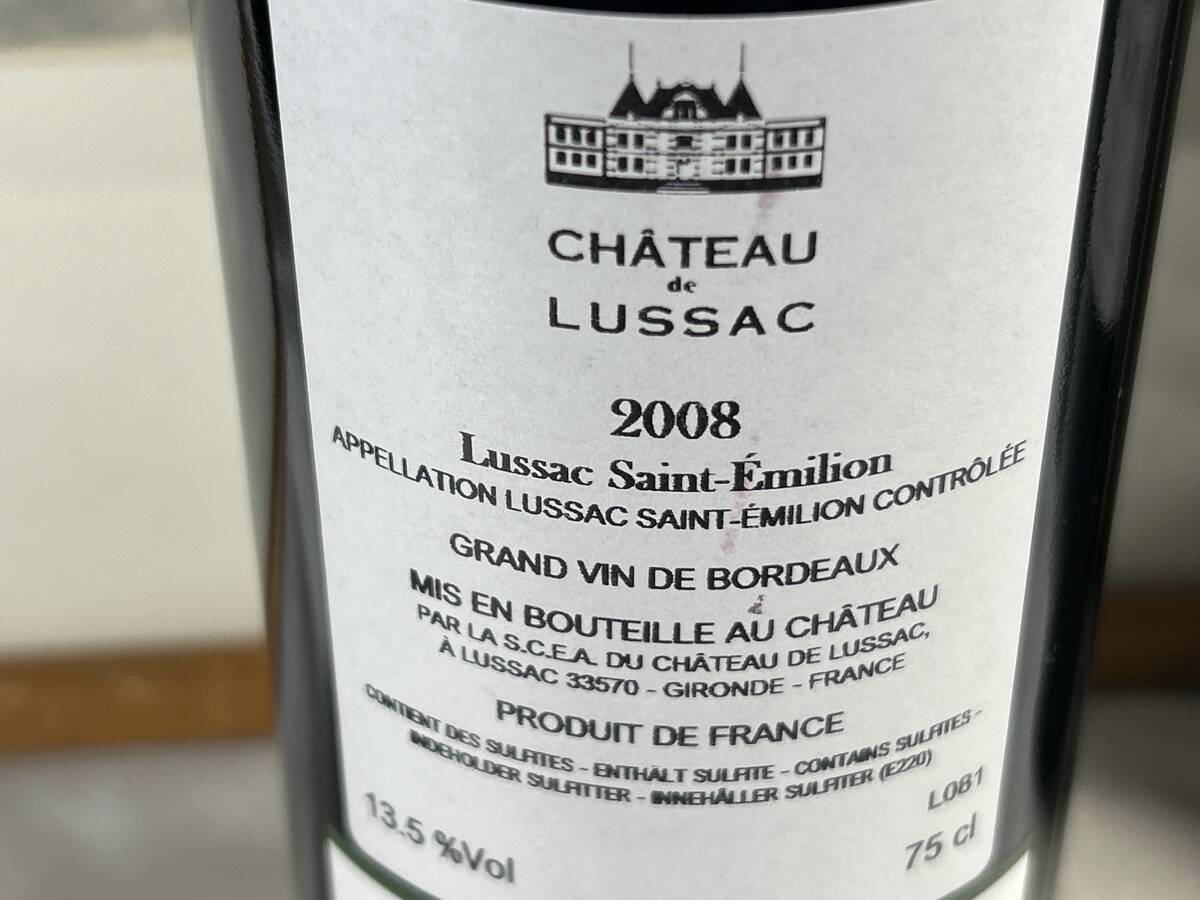 CHÂTEAU
de
LUSSAC
2008
Lussac Saint-Émilion
APPELLATION LUSSAC SAINT-ÉMILION CONTRÔLÉE
GRAND VIN DE BORDEAUX
MIS EN BOUTEILLE AU CHÂTEAU
PAR LA S.C.E.A. DU CHÂTEAU DE LUSSAC,
À LUSSAC 33570 - GIRONDE - FRANCE
PRODUIT DE FRANCE
CONTIENT DES SULFITES - ENTHÄLT SULFITE - CONTAINS SULFITES -
INDEHOLDER SULFITTER - INNEHÅLLER SULFITER (E220)
L081
13.5 %Vol
75 cl